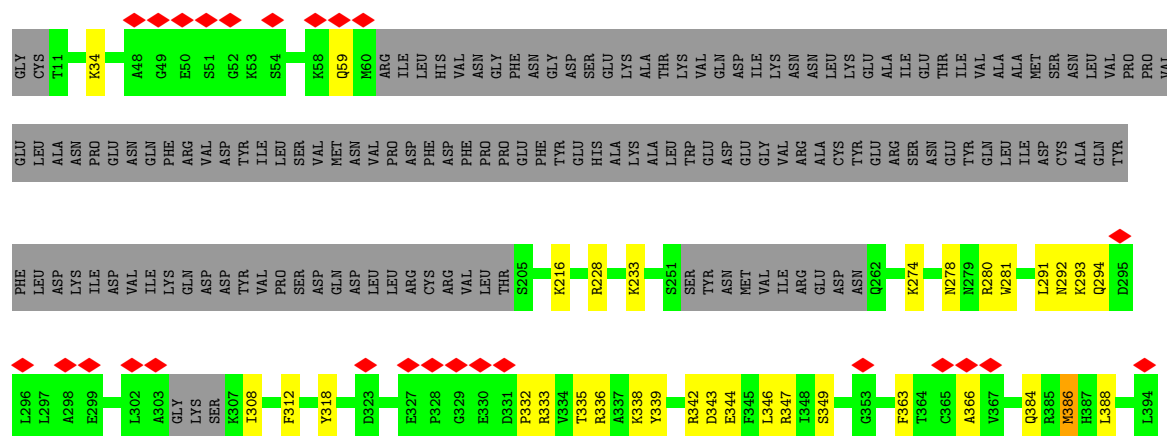 GLY CYS T11 K34 A48 G49 E50 S51 G52 K53 S54 K58 Q59 M60 ARG ILE LEU HIS VAL ASN GLY PHE ASN GLY ASP SER GLU LYS ALA THR LYS VAL GLN ASP ILE LYS ASN ASN LEU LYS GLU ALA ILE GLU THR ILE VAL ALA ALA MET SER ASN LEU VAL PRO PRO VAL
GLU LEU ALA ASN PRO GLU ASN GLN PHE ARG VAL ASP TYR ILE LEU SER VAL MET ASN VAL PRO ASP PHE ASP PHE PRO PRO GLU PHE TYR GLU HIS ALA LYS ALA LEU TRP GLU ASP GLU GLY VAL ARG ALA CYS TYR GLU ARG SER ASN GLU TYR GLN LEU ILE ASP CYS ALA GLN TYR
PHE LEU ASP LYS ILE ASP VAL ILE LYS GLN ASP ASP TYR VAL PRO SER ASP GLN ASP LEU LEU ARG CYS ARG VAL LEU THR S205 K216 R228 K233 S251 SER TYR ASN MET VAL ILE ARG GLU ASP ASN Q262 K274 N278 N279 R280 W281 L291 N292 K293 Q294 D295
L296 L297 A298 E299 L302 A303 GLY LYS SER K307 I308 F312 Y318 D323 E327 P328 G329 E330 D331 P332 R333 V334 T335 R336 A337 K338 Y339 R342 D343 E344 F345 L346 R347 I348 S349 G353 F363 T364 C365 A366 V367 Q384 R385 M386 H387 L388 L394